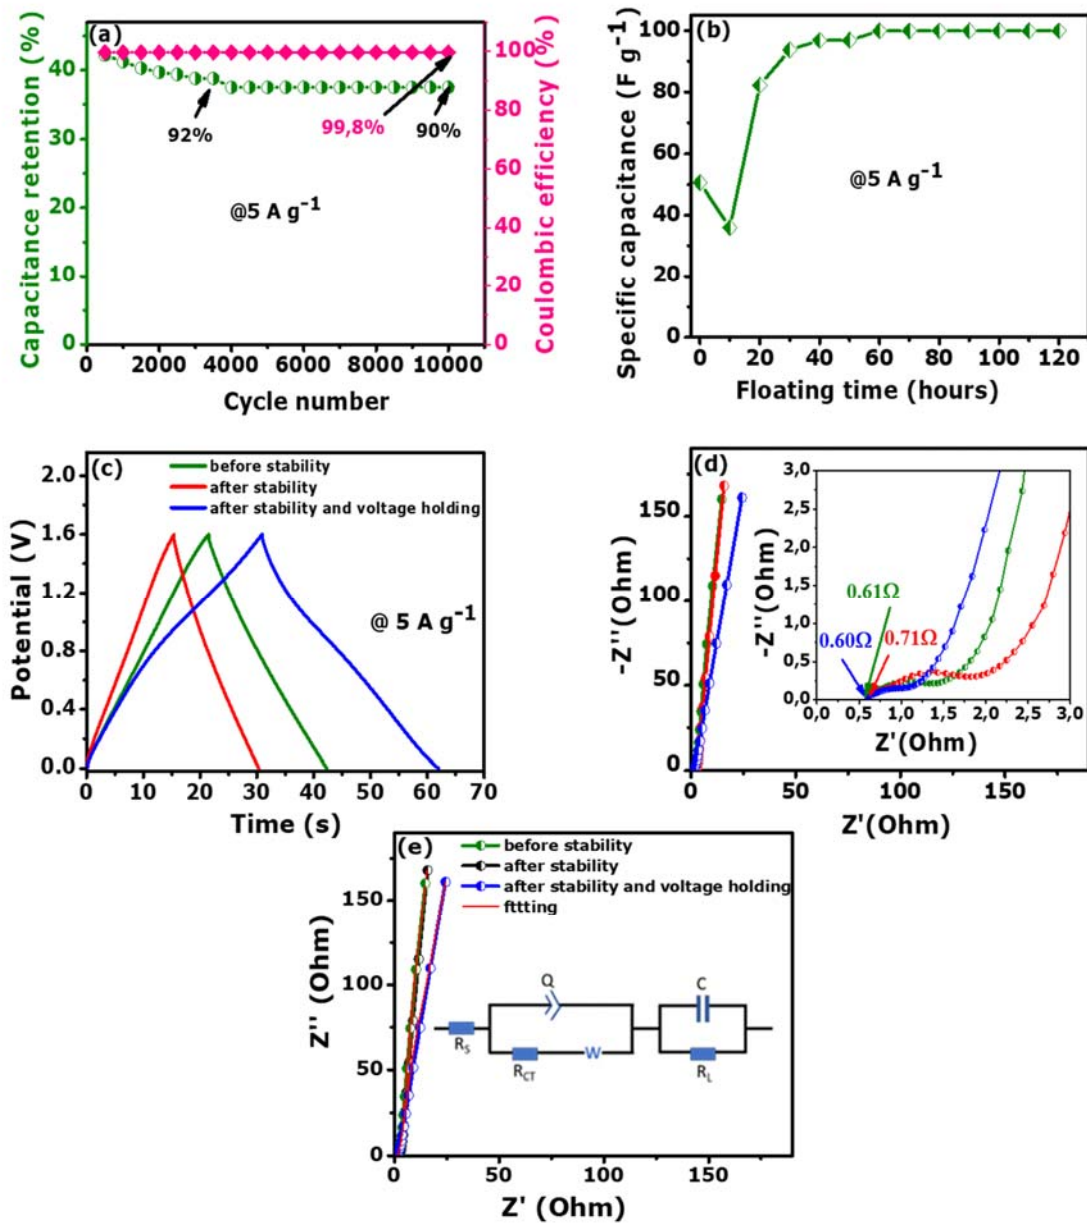 (a)
Capacitance retention (%)
40
30
20
10
0
92%
99,8%
90%
@5 A g⁻¹
100
80
60
40
20
0
Coulombic efficiency (%)
0 2000 4000 6000 8000 10000
Cycle number
(b)
Specific capacitance (F g⁻¹)
100
80
60
40
20
0
@5 A g⁻¹
0 20 40 60 80 100 120
Floating time (hours)
(c)
before stability
after stability
after stability and voltage holding
Potential (V)
2.0
1.6
1.2
0.8
0.4
0.0
@ 5 A g⁻¹
0 10 20 30 40 50 60 70
Time (s)
(d)
-Z''(Ohm)
150
100
50
0
0 50 100 150
Z'(Ohm)
-Z''(Ohm)
3,0
2,5
2,0
1,5
1,0
0,5
0,0
0.61Ω
0.60Ω
0.71Ω
0,0 0,5 1,0 1,5 2,0 2,5 3,0
Z'(Ohm)
(e)
before stability
after stability
after stability and voltage holding
fttting
Z'' (Ohm)
150
100
50
0
Q
C
R_S
R_CT
W
R_L
0 50 100 150
Z' (Ohm)